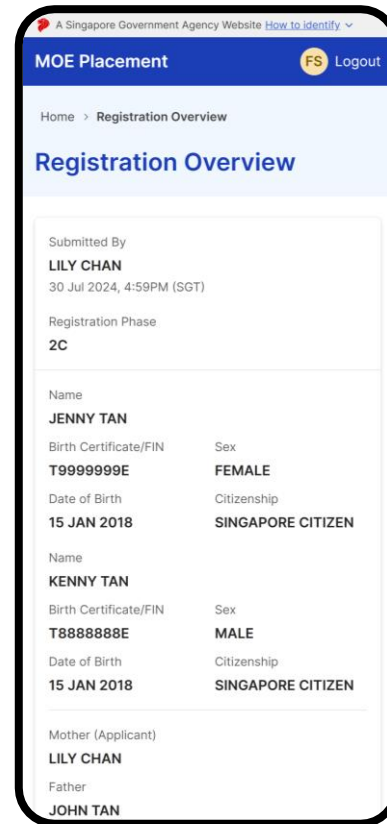 A Singapore Government Agency Website How to identify
MOE Placement FS Logout
Home > Registration Overview
Registration Overview
Submitted By
LILY CHAN
30 Jul 2024, 4:59PM (SGT)
Registration Phase
2C
Name
JENNY TAN
Birth Certificate/FIN Sex
T9999999E FEMALE
Date of Birth Citizenship
15 JAN 2018 SINGAPORE CITIZEN
Name
KENNY TAN
Birth Certificate/FIN Sex
T8888888E MALE
Date of Birth Citizenship
15 JAN 2018 SINGAPORE CITIZEN
Mother (Applicant)
LILY CHAN
Father
JOHN TAN